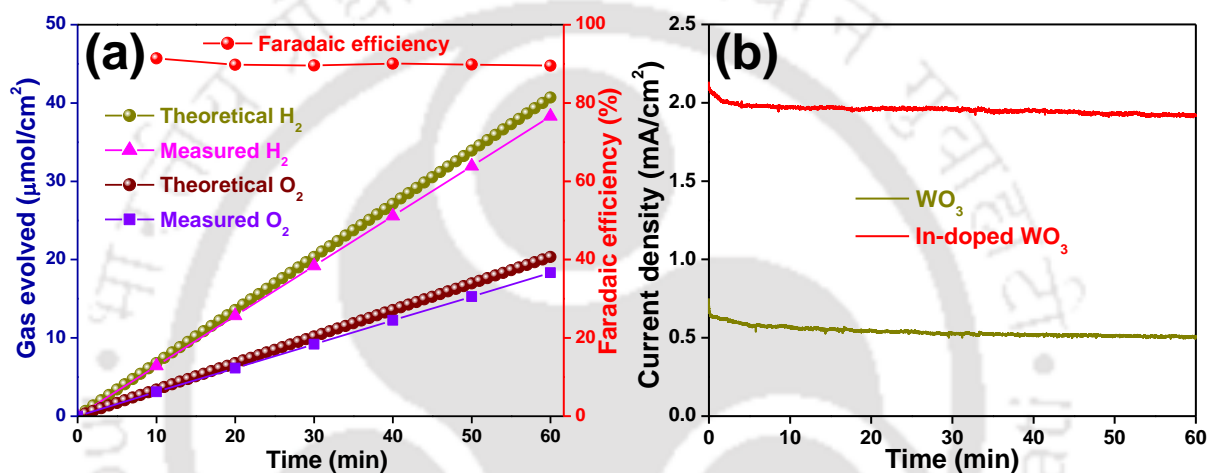 (a)
Faradaic efficiency
Theoretical H₂
Measured H₂
Theoretical O₂
Measured O₂
Gas evolved (μmol/cm²)
50
40
30
20
10
0
Faradaic efficiency (%)
100
80
60
40
20
0
0 10 20 30 40 50 60
Time (min)
(b)
WO₃
In-doped WO₃
Current density (mA/cm²)
2.5
2.0
1.5
1.0
0.5
0.0
0 10 20 30 40 50 60
Time (min)